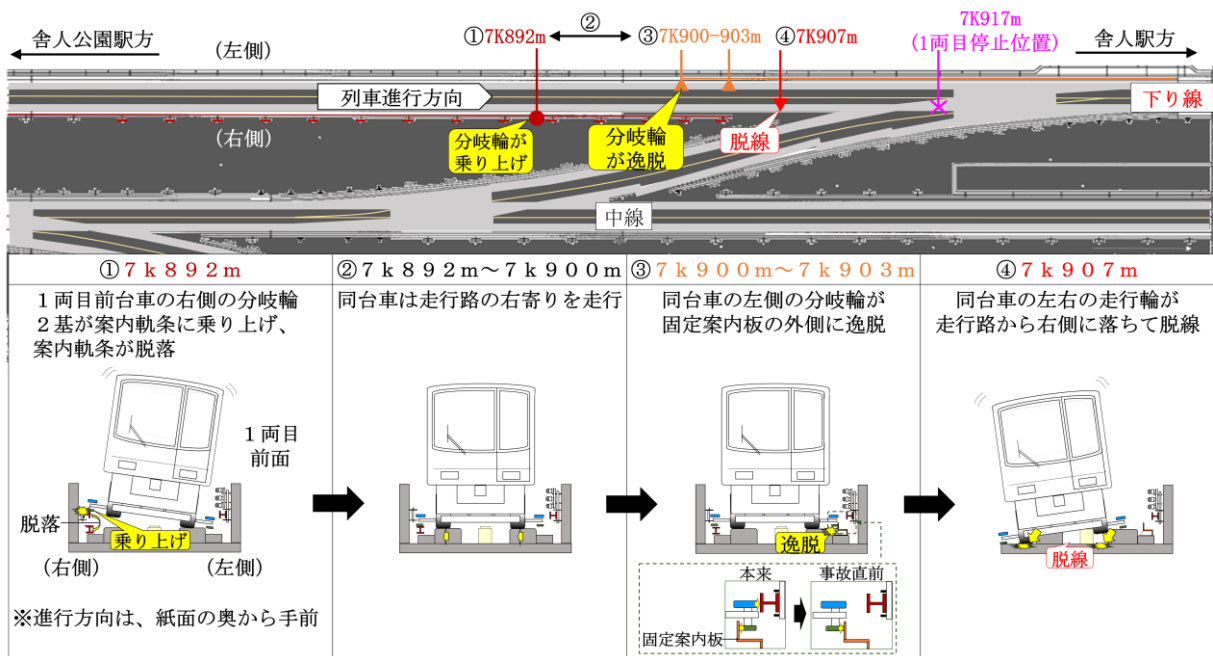 舎人公園駅方
(左側)
①7K892m
②
③7K900-903m
④7K907m
7K917m
(1両目停止位置)
舎人駅方
列車進行方向
下り線
(右側)
分岐輪が
乗り上げ
分岐輪
が逸脱
脱線
中線
①７ｋ８９２ｍ
②７ｋ８９２ｍ～７ｋ９００ｍ
③７ｋ９００ｍ～７ｋ９０３ｍ
④７ｋ９０７ｍ
１両目前台車の右側の分岐輪
２基が案内軌条に乗り上げ、
案内軌条が脱落
同台車は走行路の右寄りを走行
同台車の左側の分岐輪が
固定案内板の外側に逸脱
同台車の左右の走行輪が
走行路から右側に落ちて脱線
１両目
前面
脱落
乗り上げ
(右側)
(左側)
※進行方向は、紙面の奥から手前
逸脱
本来
事故直前
固定案内板
脱線